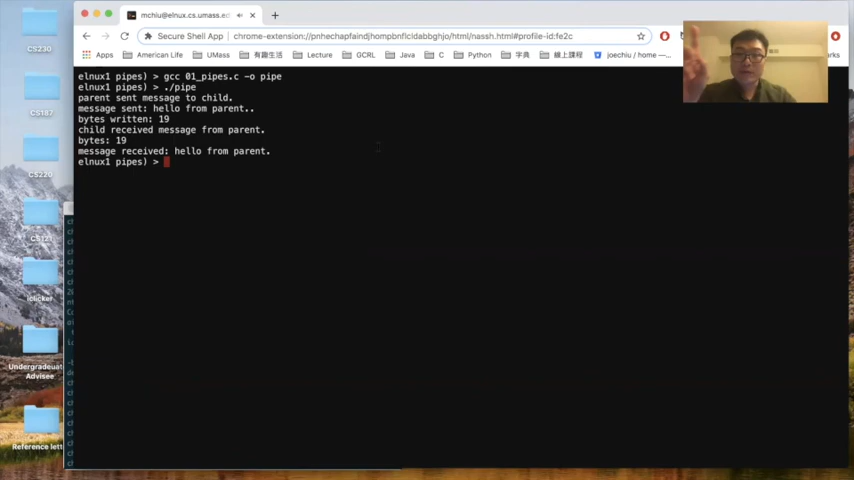 mchiu@elnux.cs.umass.ed
Secure Shell App
chrome-extension://pnhechapfaindjhompbnflcldabbghjo/html/nassh.html#profile-id:fe2c
Apps
American Life
UMass
有趣生活
GCRL
Java
C
Python
字典
線上課程
joechiu — home —...
elnux1 pipes) > gcc 01_pipes.c -o pipe
elnux1 pipes) > ./pipe
parent sent message to child.
message sent: hello from parent..
bytes written: 19
child received message from parent.
bytes: 19
message received: hello from parent.
elnux1 pipes) >
CS230
CS187
CS220
CS121
iclicker
Undergraduate
Advisee
Reference lett